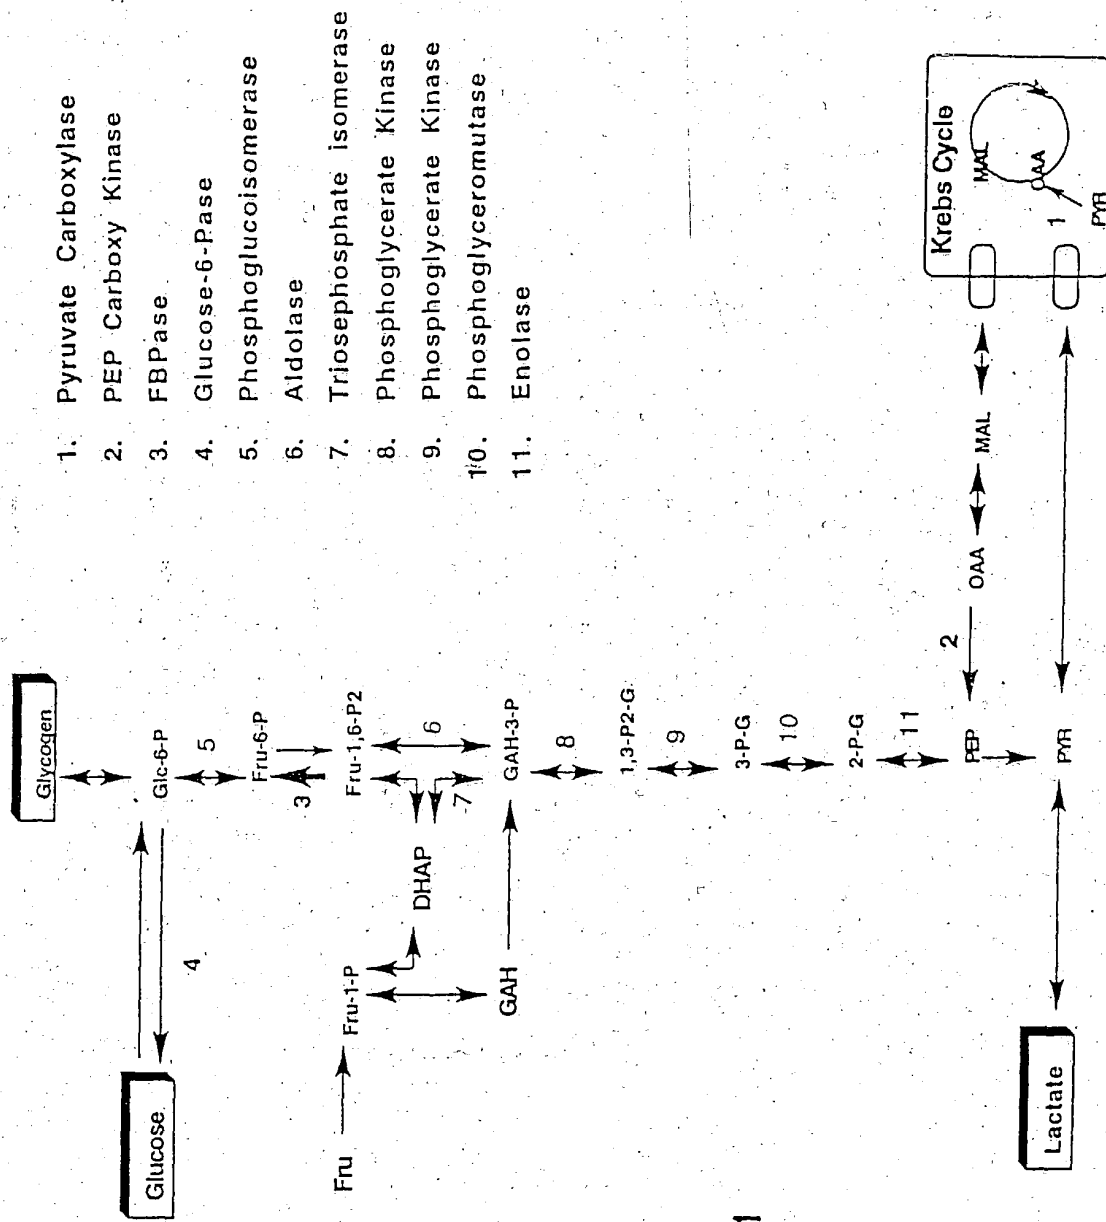 1. Pyruvate Carboxylase
2. PEP Carboxy Kinase
3. FBPase
4. Glucose-6-Pase
5. Phosphoglucoisomerase
6. Aldolase
7. Triosephosphate isomerase
8. Phosphoglycerate Kinase
9. Phosphoglycerate Kinase
10. Phosphoglyceromutase
11. Enolase
Glycogen
Glucose
4
Glc-6-P
5
Fru-6-P
3
Fru
Fru-1-P
Fru-1,6-P2
DHAP
6
7
GAH
GAH-3-P
8
1,3-P2-G
9
3-P-G
10
2-P-G
11
PEP
2
OAA
MAL
Krebs Cycle
MAL
OAA
1
PYR
Lactate
PYR
1